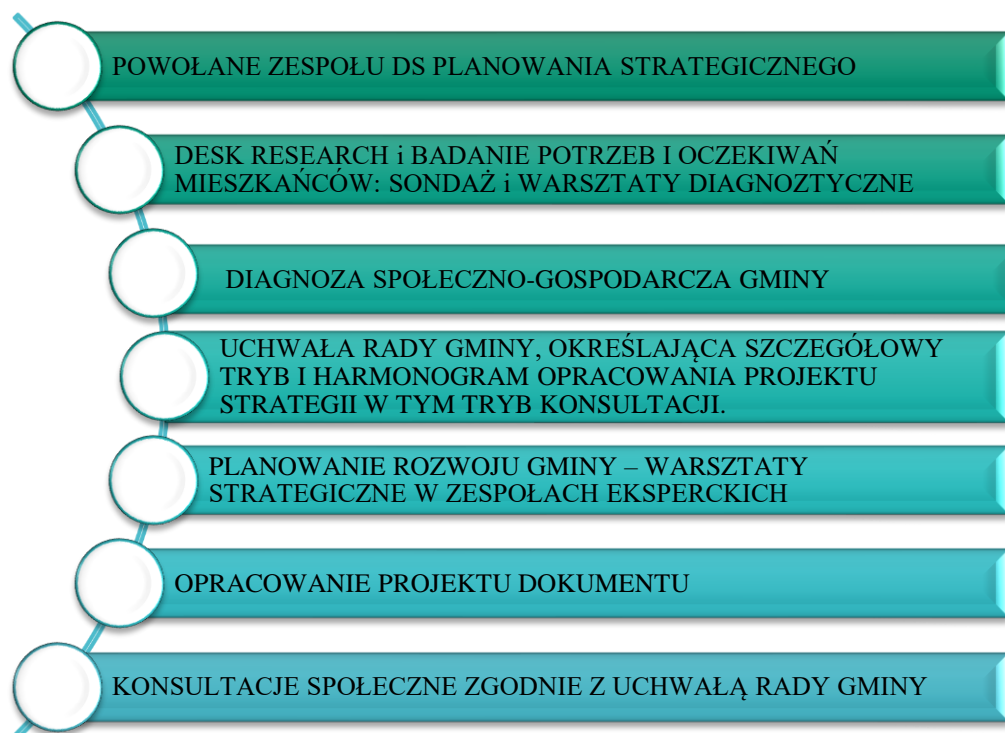 POWOŁANE ZESPOŁU DS PLANOWANIA STRATEGICZNEGO
DESK RESEARCH i BADANIE POTRZEB I OCZEKIWAŃ
MIESZKAŃCÓW: SONDAŻ i WARSZTATY DIAGNOZTYCZNE
DIAGNOZA SPOŁECZNO-GOSPODARCZA GMINY
UCHWAŁA RADY GMINY, OKREŚLAJĄCA SZCZEGÓŁOWY
TRYB I HARMONOGRAM OPRACOWANIA PROJEKTU
STRATEGII W TYM TRYB KONSULTACJI.
PLANOWANIE ROZWOJU GMINY – WARSZTATY
STRATEGICZNE W ZESPOŁACH EKSPERCKICH
OPRACOWANIE PROJEKTU DOKUMENTU
KONSULTACJE SPOŁECZNE ZGODNIE Z UCHWAŁĄ RADY GMINY